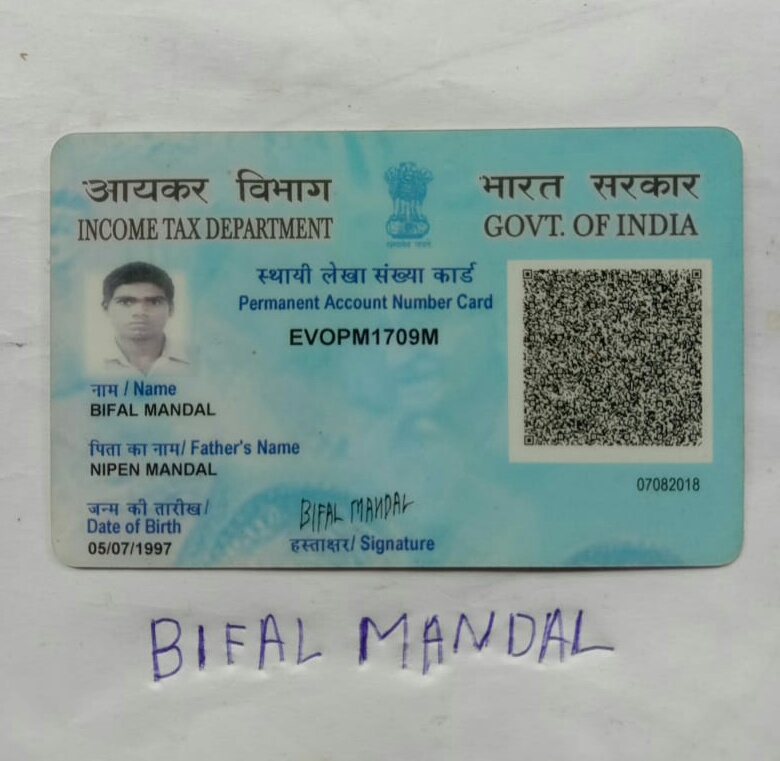 आयकर विभाग
INCOME TAX DEPARTMENT
भारत सरकार
GOVT. OF INDIA
स्थायी लेखा संख्या कार्ड
Permanent Account Number Card
EVOPM1709M
नाम / Name
BIFAL MANDAL
पिता का नाम/ Father's Name
NIPEN MANDAL
07082018
जन्म की तारीख/
Date of Birth
05/07/1997
BIFAL MANDAL
हस्ताक्षर/ Signature
BIFAL MANDAL